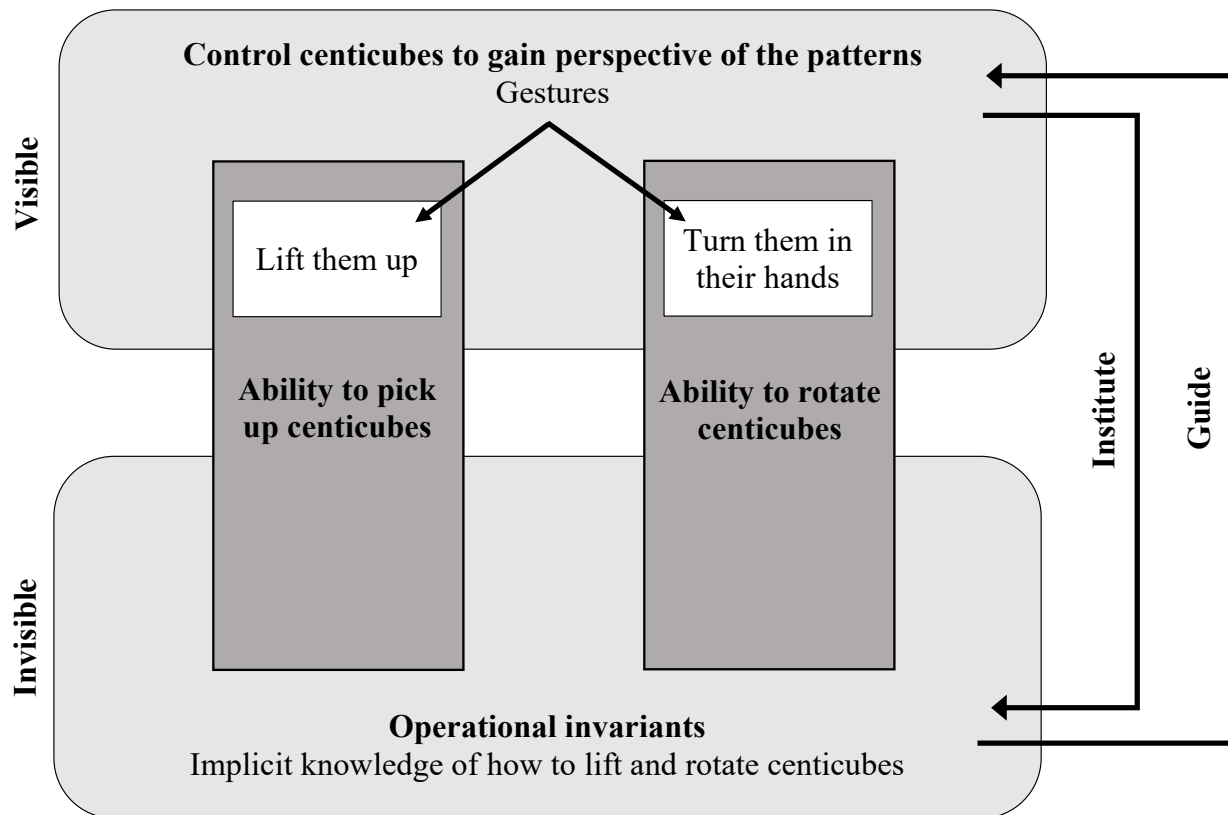 Control centicubes to gain perspective of the patterns
Gestures
Visible
Lift them up
Turn them in
their hands
Ability to pick
up centicubes
Ability to rotate
centicubes
Institute
Guide
Invisible
Operational invariants
Implicit knowledge of how to lift and rotate centicubes